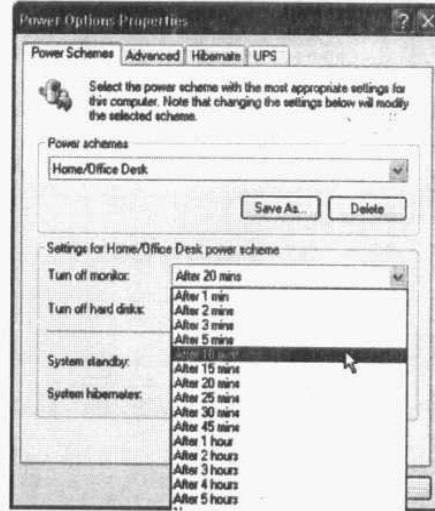 Power Options Properties
Power Schemes Advanced Hibernate UPS
Select the power scheme with the most appropriate settings for
this computer. Note that changing the settings below will modify
the selected scheme.
Power schemes
Home/Office Desk
Save As... Delete
Settings for Home/Office Desk power scheme
Turn off monitor: After 20 mins
After 1 min
Turn off hard disks: After 2 mins
After 3 mins
After 5 mins
After 10 mins
System standby: After 15 mins
After 20 mins
After 25 mins
System hibernates: After 30 mins
After 45 mins
After 1 hour
After 2 hours
After 3 hours
After 4 hours
After 5 hours